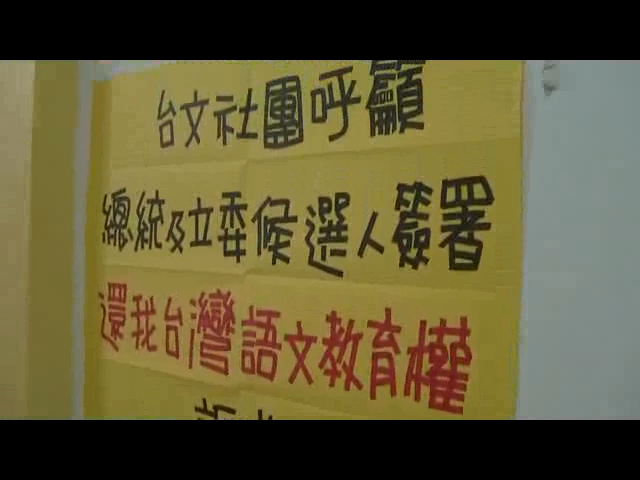 台文社團呼籲
總統及立委候選人簽署
還我台灣語文教育權